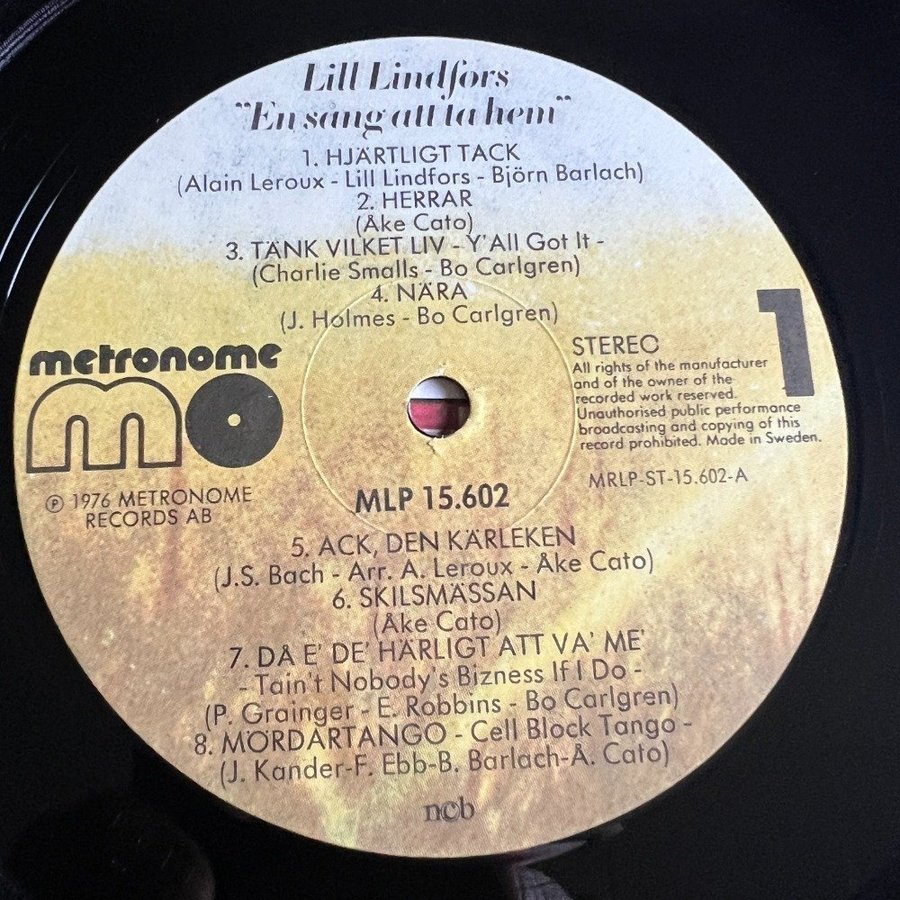 Lill Lindfors
"En sång att ta hem"
1. HJÄRTLIGT TACK
(Alain Leroux - Lill Lindfors - Björn Barlach)
2. HERRAR
(Åke Cato)
3. TÄNK VILKET LIV - Y'All Got It -
(Charlie Smalls - Bo Carlgren)
4. NÄRA
(J. Holmes - Bo Carlgren)
metronome
mo
℗ 1976 METRONOME
RECORDS AB
1
STEREO
All rights of the manufacturer
and of the owner of the
recorded work reserved.
Unauthorised public performance
broadcasting and copying of this
record prohibited. Made in Sweden.
MRLP-ST-15.602-A
MLP 15.602
5. ACK, DEN KÄRLEKEN
(J.S. Bach - Arr. A. Leroux - Åke Cato)
6. SKILSMÄSSAN
(Åke Cato)
7. DÅ E' DE' HÄRLIGT ATT VA' ME'
- Tain't Nobody's Bizness If I Do -
(P. Grainger - E. Robbins - Bo Carlgren)
8. MÖRDARTANGO - Cell Block Tango -
(J. Kander-F. Ebb-B. Barlach-Å. Cato)
ncb